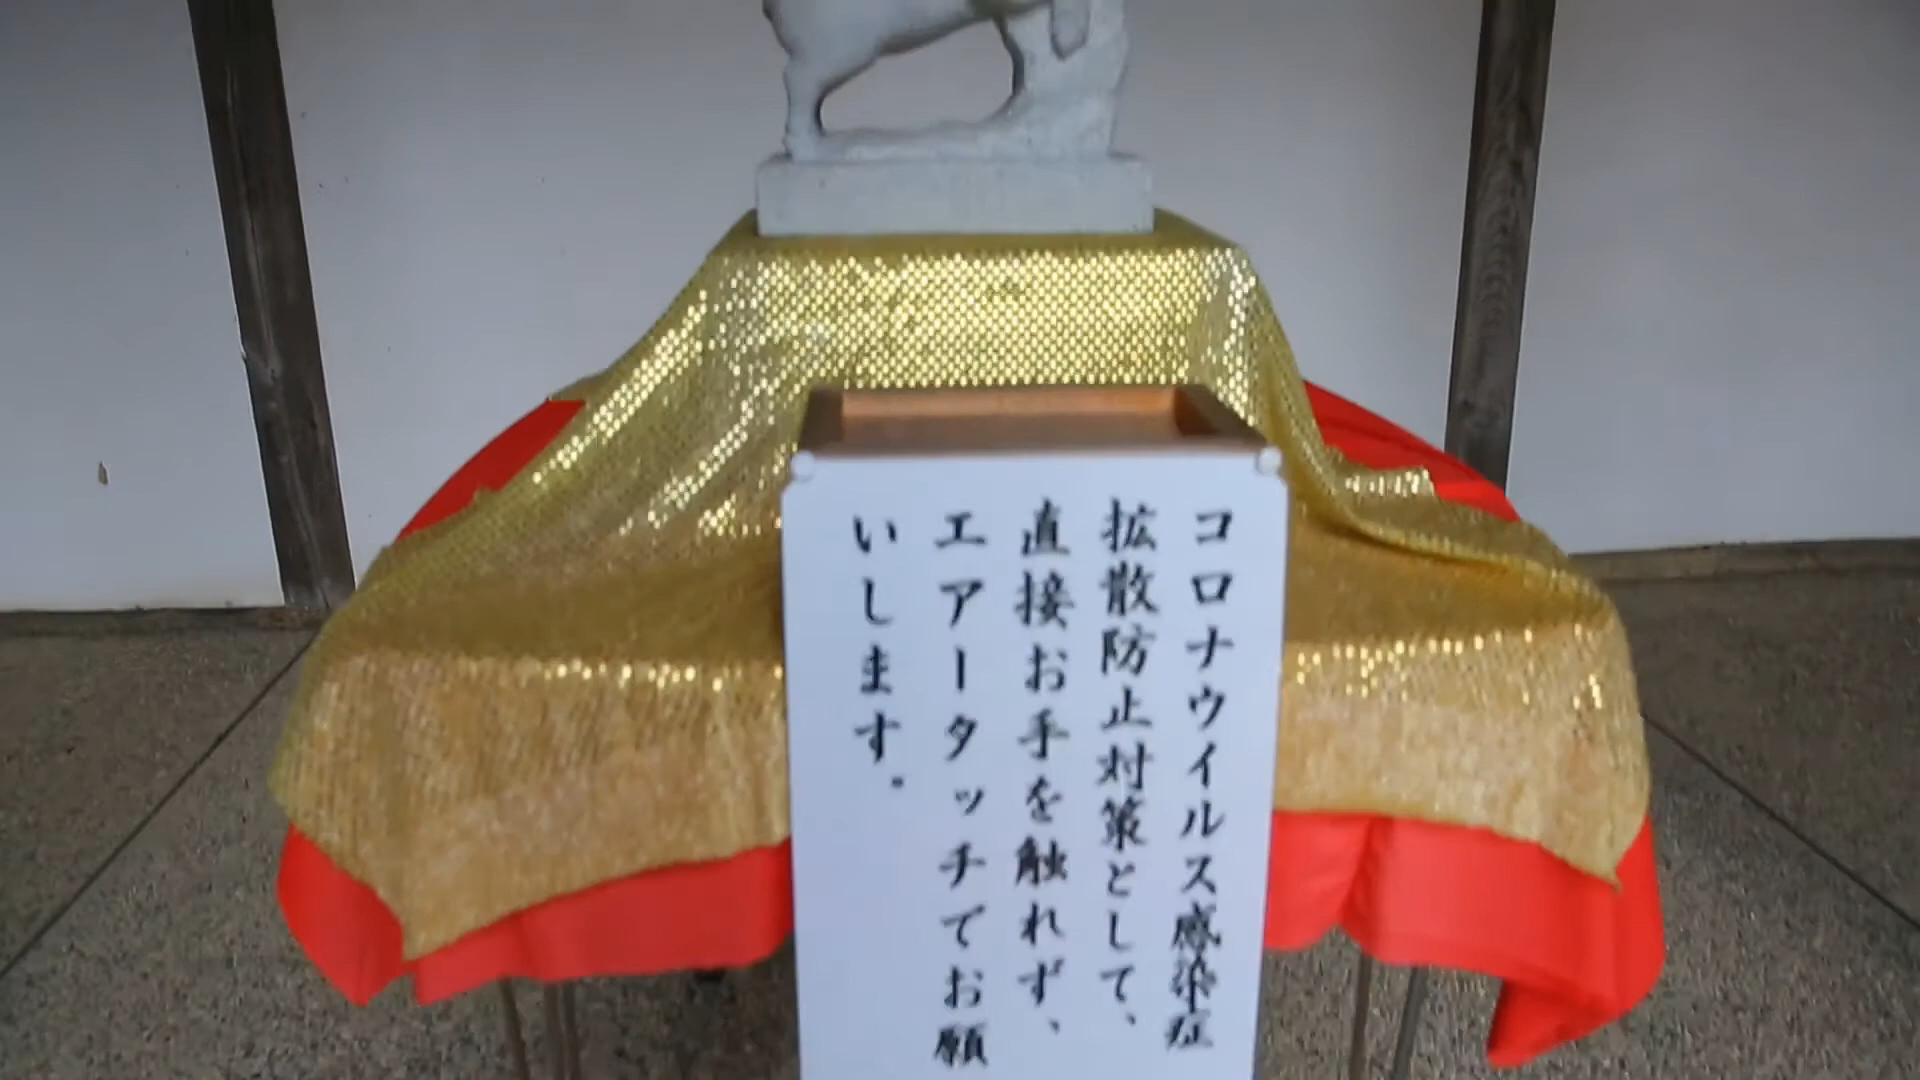 コロナウイルス感染症
拡散防止対策として、
直接お手を触れず、
エアータッチでお願
いします。